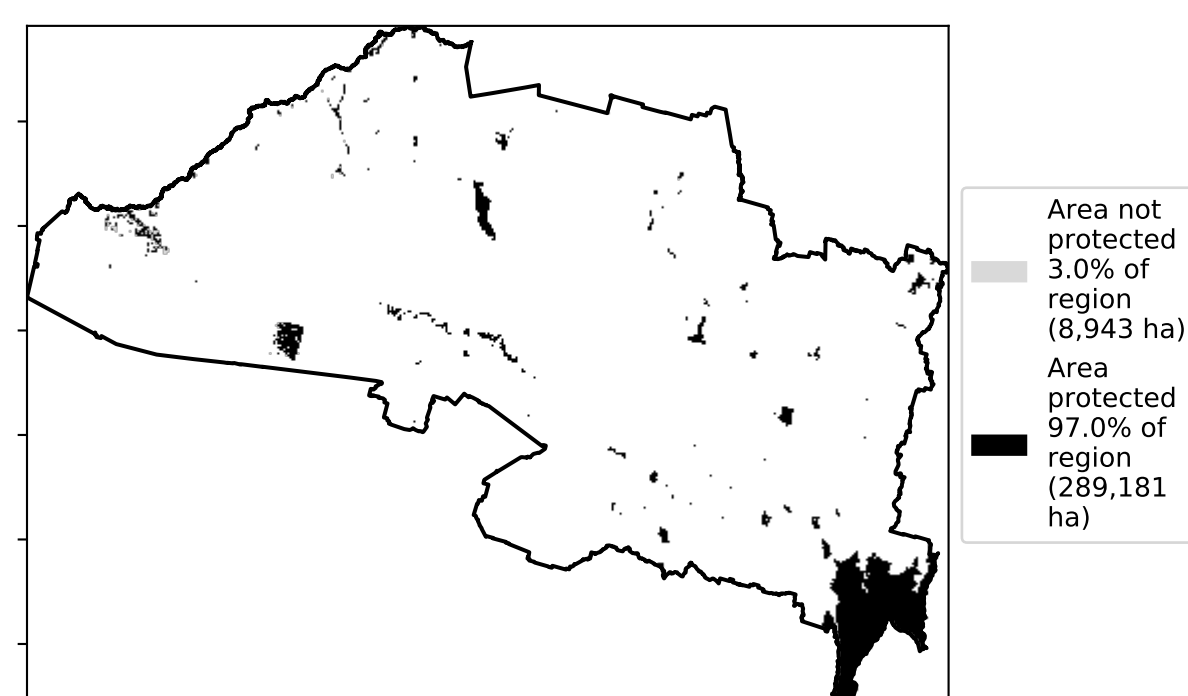 Area not
protected
3.0% of
region
(8,943 ha)
Area
protected
97.0% of
region
(289,181
ha)